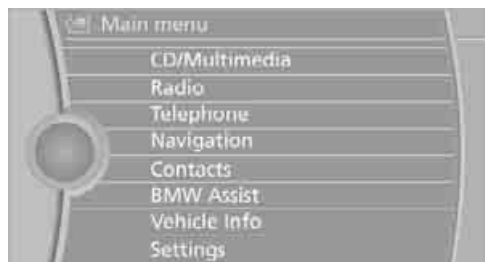 Main menu
CD/Multimedia
Radio
Telephone
Navigation
Contacts
BMW Assist
Vehicle Info
Settings